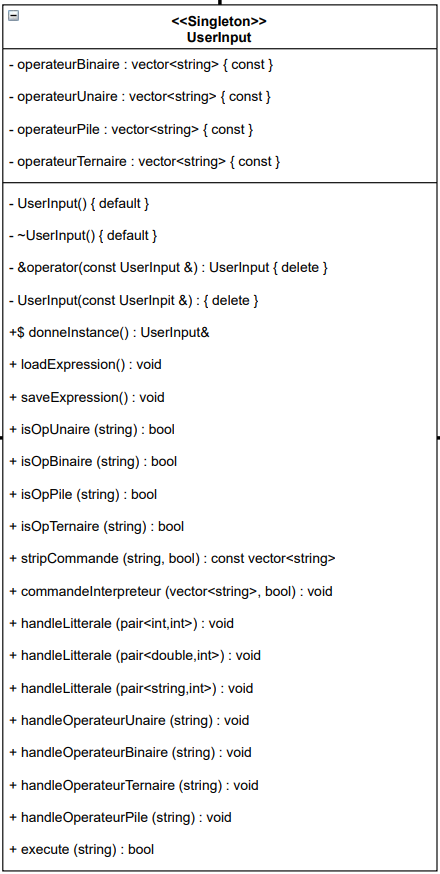 <<Singleton>>
UserInput
- operateurBinaire : vector<string> { const }
- operateurUnaire : vector<string> { const }
- operateurPile : vector<string> { const }
- operateurTernaire : vector<string> { const }
- UserInput() { default }
- ~UserInput() { default }
- &operator(const UserInput &) : UserInput { delete }
- UserInput(const UserInpit &) : { delete }
+$ donneInstance() : UserInput&
+ loadExpression() : void
+ saveExpression() : void
+ isOpUnaire (string) : bool
+ isOpBinaire (string) : bool
+ isOpPile (string) : bool
+ isOpTernaire (string) : bool
+ stripCommande (string, bool) : const vector<string>
+ commandeInterpreteur (vector<string>, bool) : void
+ handleLitterale (pair<int,int>) : void
+ handleLitterale (pair<double,int>) : void
+ handleLitterale (pair<string,int>) : void
+ handleOperateurUnaire (string) : void
+ handleOperateurBinaire (string) : void
+ handleOperateurTernaire (string) : void
+ handleOperateurPile (string) : void
+ execute (string) : bool